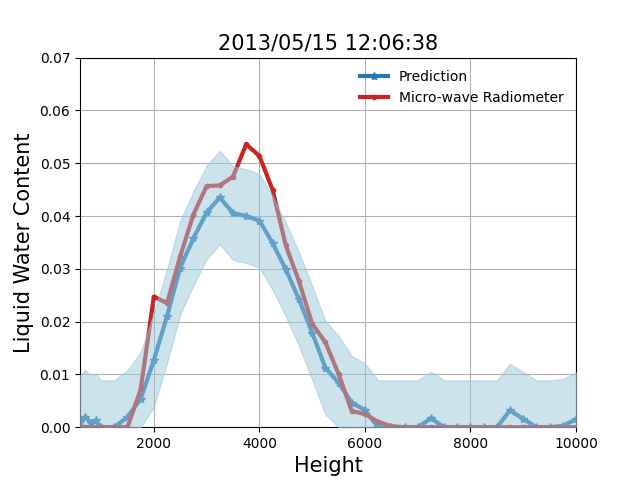 2013/05/15 12:06:38
0.07
0.06
0.05
0.04
0.03
0.02
0.01
0.00
Liquid Water Content
Prediction
Micro-wave Radiometer
2000 4000 6000 8000 10000
Height